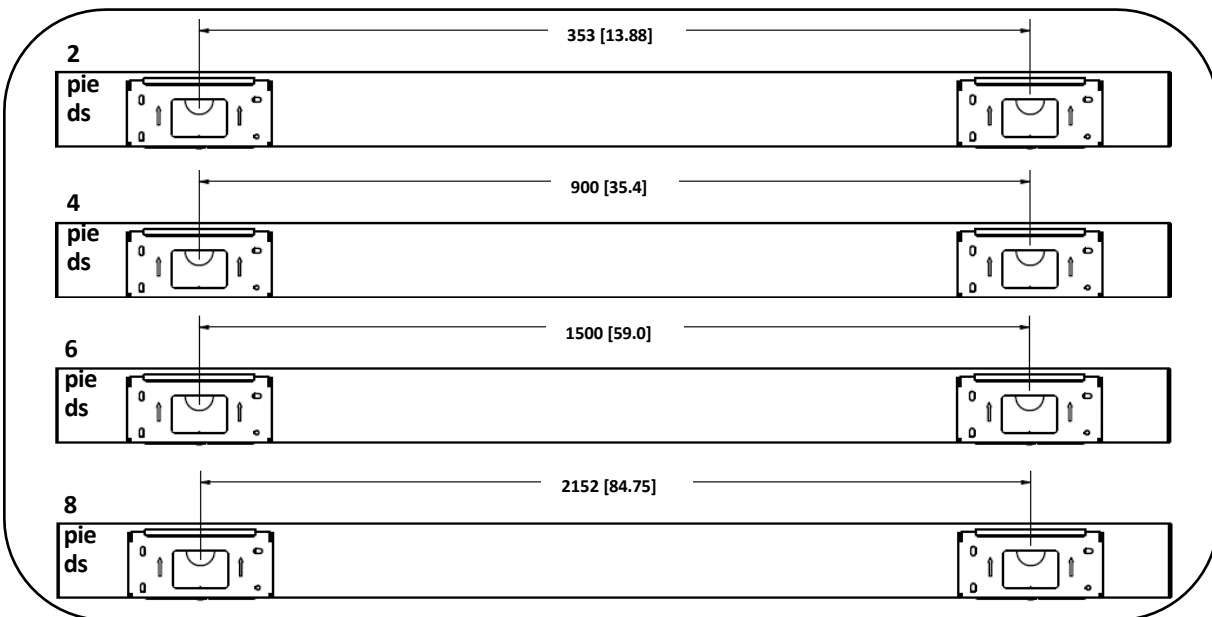 353 [13.88]
2
pie
ds
900 [35.4]
4
pie
ds
1500 [59.0]
6
pie
ds
2152 [84.75]
8
pie
ds